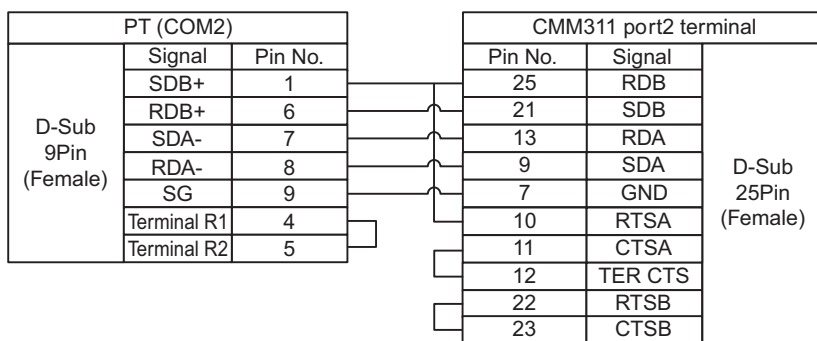 PT (COM2) CMM311 port2 terminal
Signal Pin No. Pin No. Signal
SDB+ 1 25 RDB
RDB+ 6 21 SDB
SDA- 7 13 RDA
RDA- 8 9 SDA
SG 9 7 GND
Terminal R1 4 10 RTSA
Terminal R2 5 11 CTSA
12 TER CTS
22 RTSB
23 CTSB
D-Sub
9Pin
(Female)
D-Sub
25Pin
(Female)